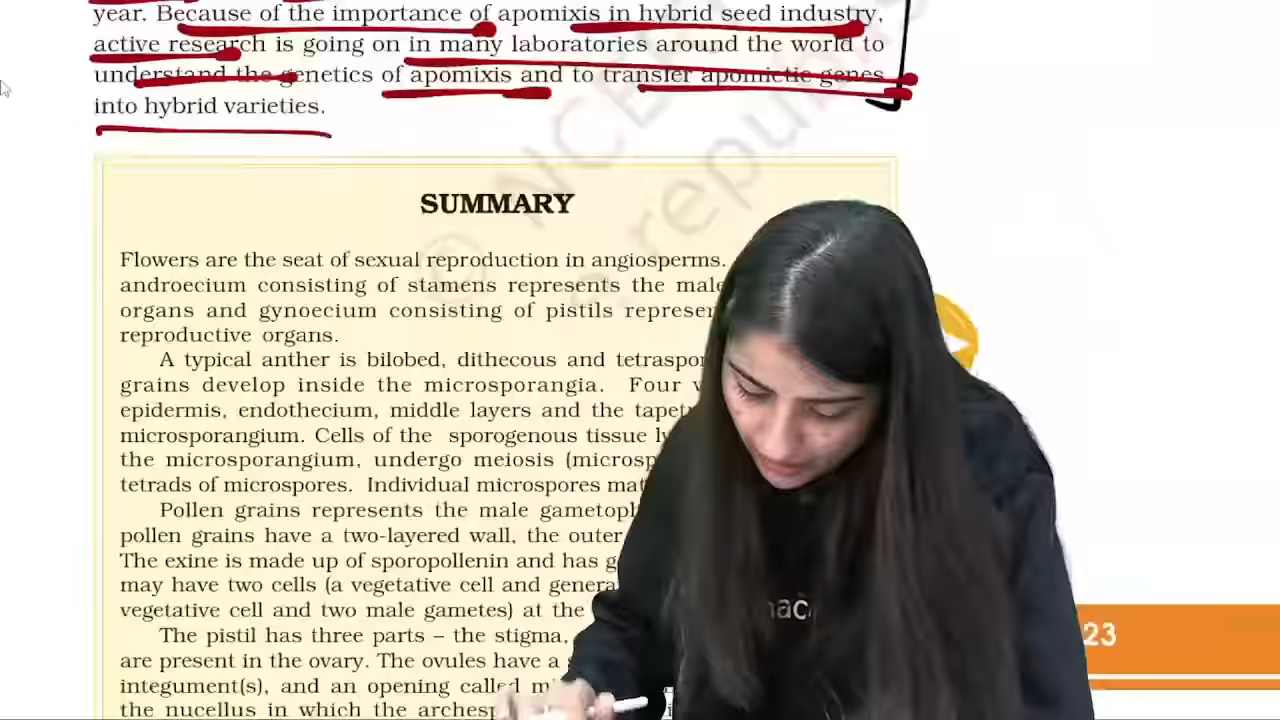 year. Because of the importance of apomixis in hybrid seed industry,
active research is going on in many laboratories around the world to
understand the genetics of apomixis and to transfer apomictic genes
into hybrid varieties.
SUMMARY
Flowers are the seat of sexual reproduction in angiosperms.
androecium consisting of stamens represents the male
organs and gynoecium consisting of pistils
reproductive organs.
A typical anther is bilobed, dithecous and
grains develop inside the microsporangia. Four
epidermis, endothecium, middle layers and the
microsporangium. Cells of the sporogenous tissue
the microsporangium, undergo meiosis
tetrads of microspores. Individual microspores
Pollen grains represents the male
pollen grains have a two-layered wall, the outer
The exine is made up of sporopollenin and has
may have two cells (a vegetative cell and
vegetative cell and two male gametes) at the
The pistil has three parts – the stigma,
are present in the ovary. The ovules have a
integument(s), and an opening called
the nucellus in which the
© NCE
e repub
23